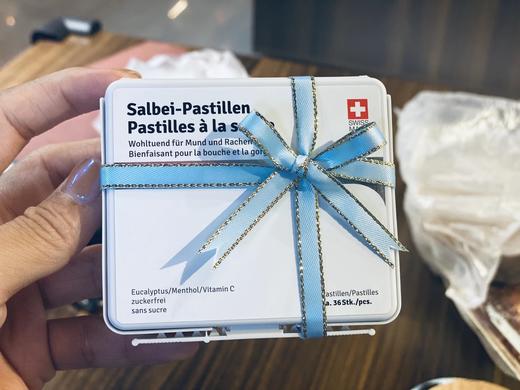 Salbei-Pastillen
Pastilles à la
SWISS
Wohltuend für Mund und Rachen
Bienfaisant pour la bouche et la
Eucalyptus/Menthol/Vitamin C
zuckerfrei
sans sucre
Pastillen/Pastilles
36 Stk./pcs.